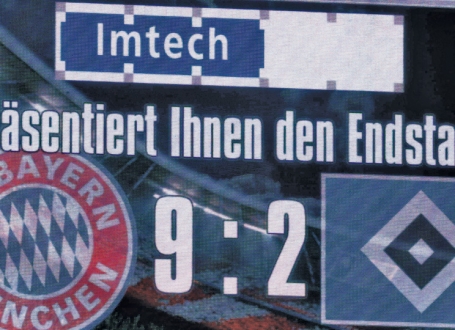 Imtech
äsentiert Ihnen den Endsta
BAYERN
9:2
NCHEN